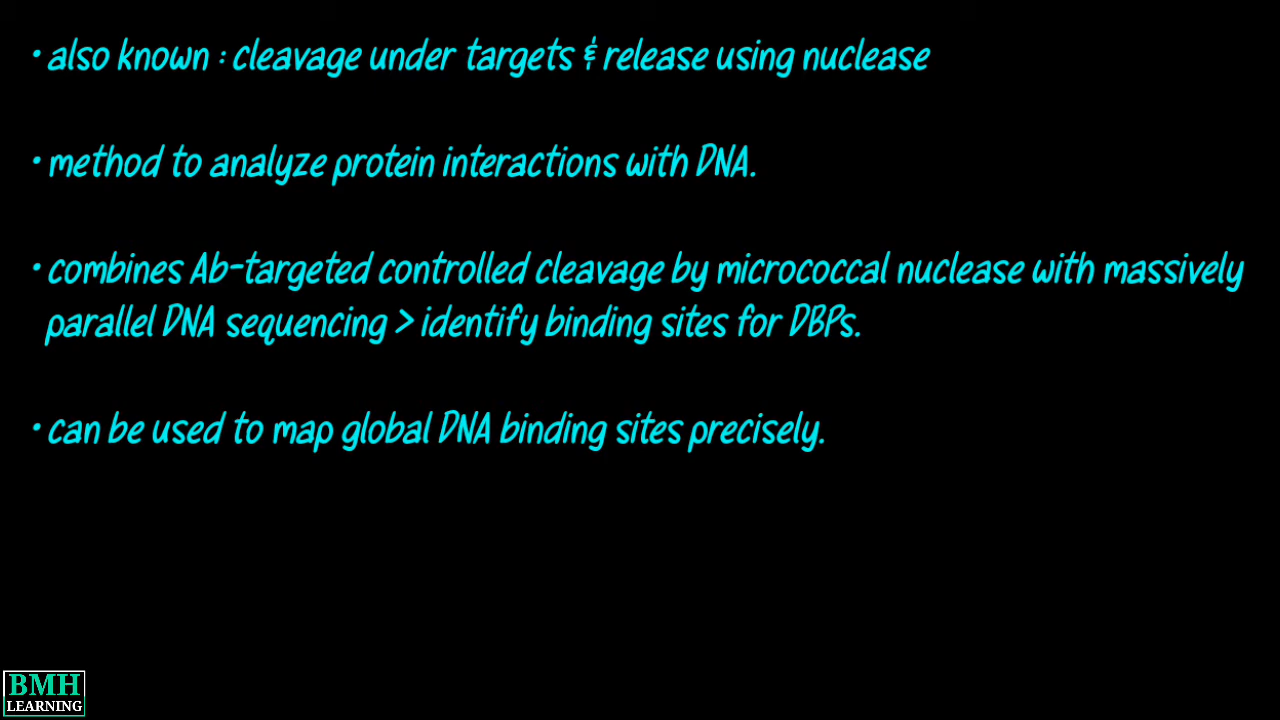 • also known : cleavage under targets & release using nuclease
• method to analyze protein interactions with DNA.
• combines Ab-targeted controlled cleavage by micrococcal nuclease with massively
parallel DNA sequencing > identify binding sites for DBPs.
• can be used to map global DNA binding sites precisely.
BMH
LEARNING